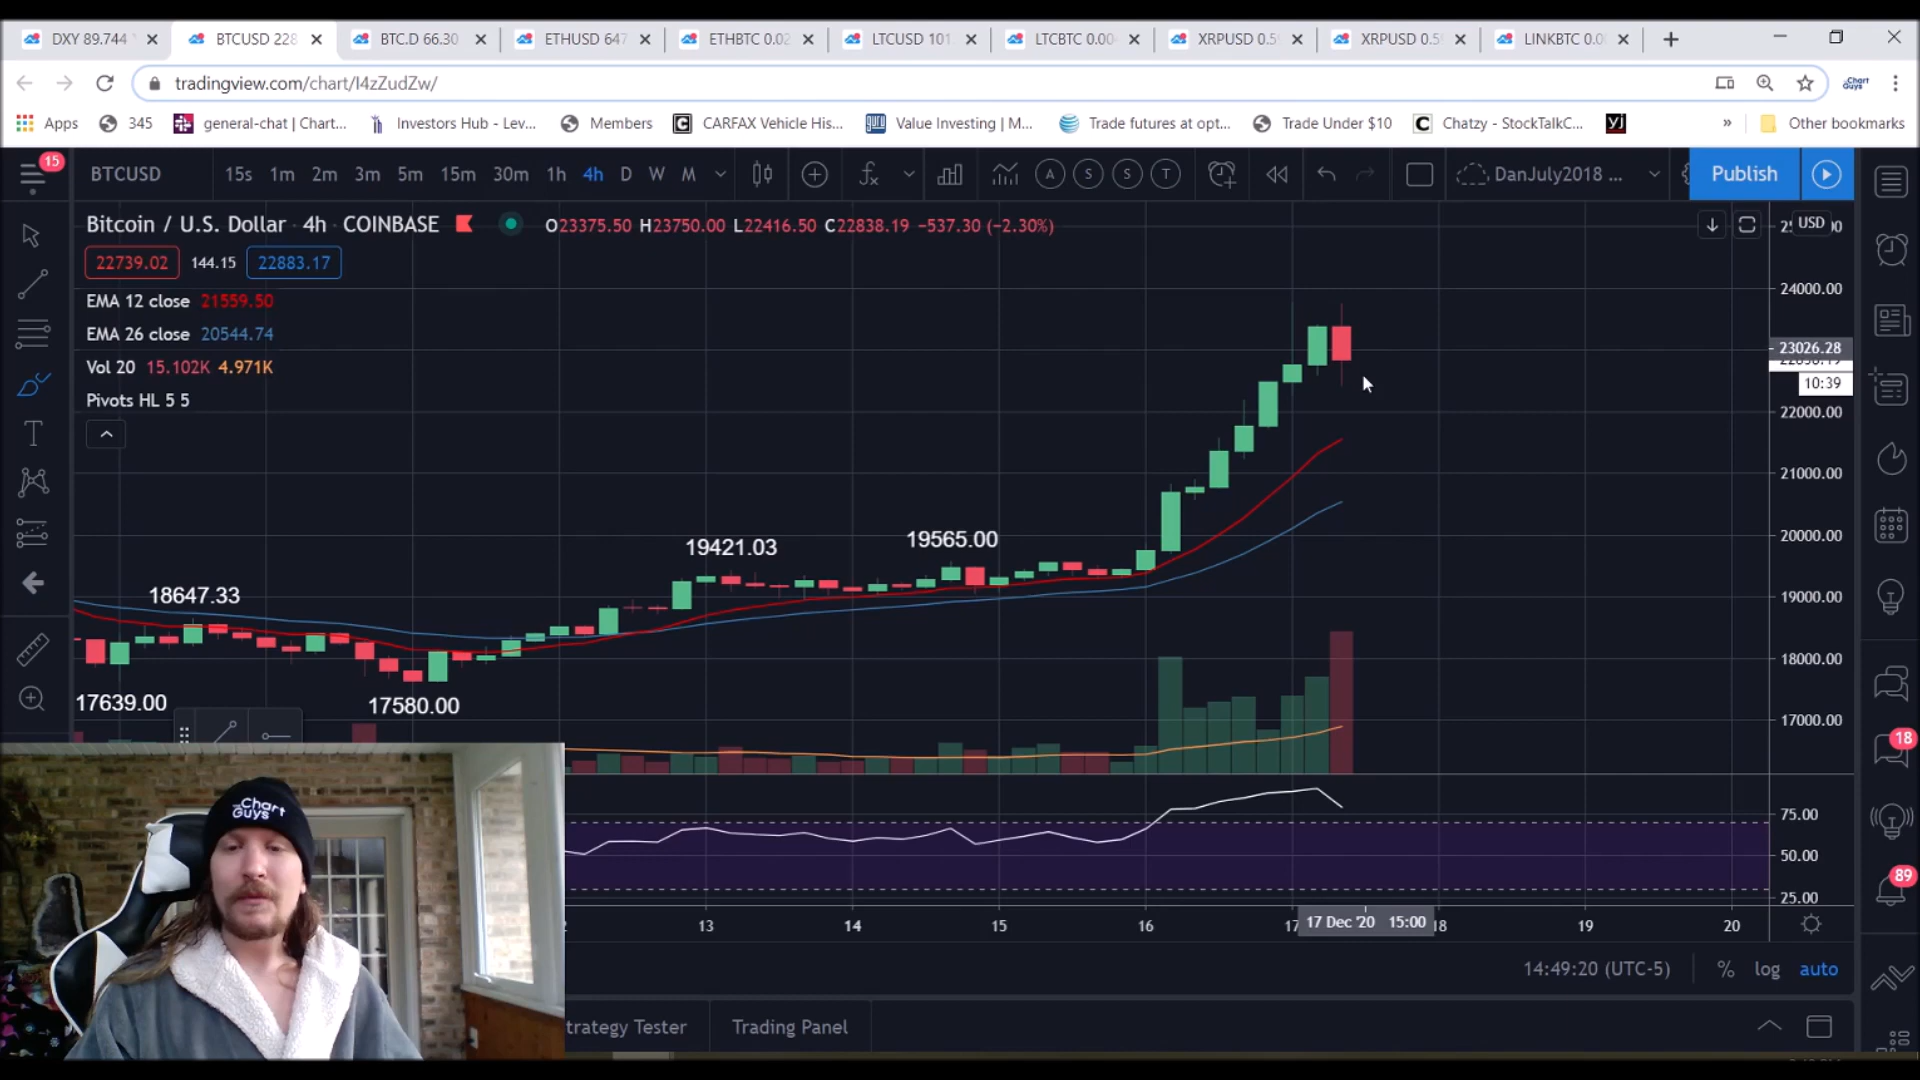 DXY 89.744
BTCUSD 228
BTC.D 66.30
ETHUSD 647
ETHBTC 0.02
LTCUSD 101
LTCBTC 0.00
XRPUSD 0.5
XRPUSD 0.5
LINKBTC 0.0
tradingview.com/chart/I4zZudZw/
Chart Guys
Apps
345
general-chat | Chart...
Investors Hub - Lev...
Members
CARFAX Vehicle His...
guru
Value Investing | M...
Trade futures at opt...
Trade Under $10
Chatzy - StockTalkC...
yj
»
Other bookmarks
15
BTCUSD
15s 1m 2m 3m 5m 15m 30m 1h 4h D W M
A S S T
DanJuly2018 ...
Publish
Bitcoin / U.S. Dollar 4h COINBASE
O23375.50 H23750.00 L22416.50 C22838.19 −537.30 (−2.30%)
USD
22739.02 144.15 22883.17
EMA 12 close 21559.50
EMA 26 close 20544.74
Vol 20 15.102K 4.971K
Pivots HL 5 5
24000.00
23026.28
10:39
22000.00
21000.00
20000.00
19000.00
18000.00
17000.00
19421.03
19565.00
18647.33
17639.00
17580.00
18
89
75.00
50.00
25.00
13 14 15 16 17 Dec '20 15:00 18 19 20
14:49:20 (UTC-5)
% log auto
trategy Tester
Trading Panel
Chart
Guys